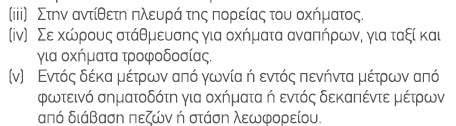 (iii) Στην αντίθετη πλευρά της πορείας του οχήματος.
(iv) Σε χώρους στάθμευσης για οχήματα αναπήρων, για ταξί και
για οχήματα τροφοδοσίας.
(v) Εντός δέκα μέτρων από γωνία ή εντός πενήντα μέτρων από
φωτεινό σηματοδότη για οχήματα ή εντός δεκαπέντε μέτρων
από διάβαση πεζών ή στάση λεωφορείου.